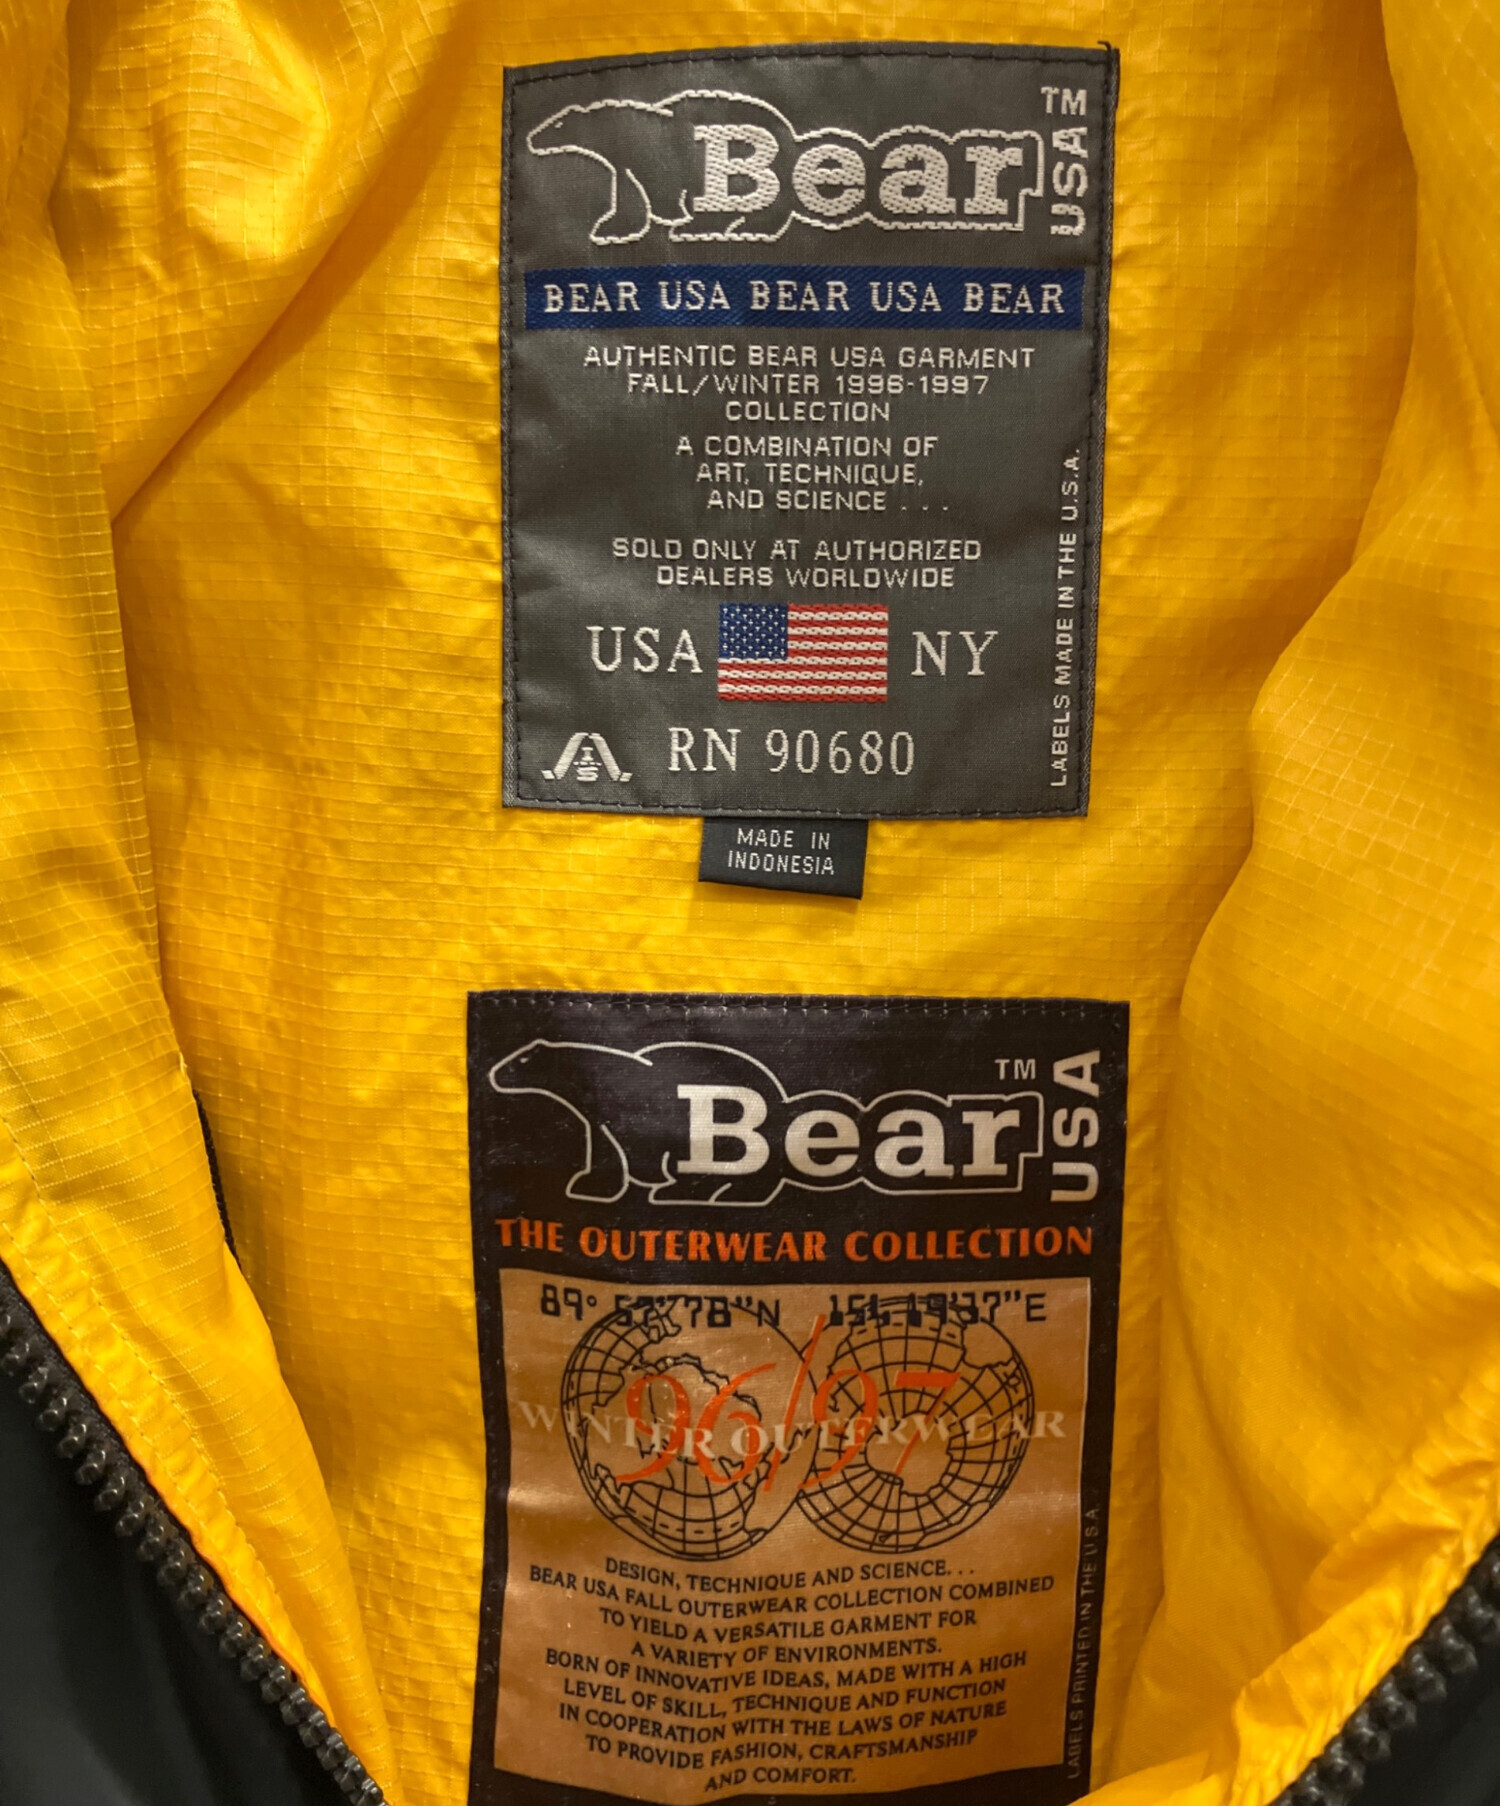 Bear USA TM
BEAR USA BEAR USA BEAR
AUTHENTIC BEAR USA GARMENT
FALL/WINTER 1996-1997
COLLECTION
A COMBINATION OF
ART, TECHNIQUE,
AND SCIENCE . . .
SOLD ONLY AT AUTHORIZED
DEALERS WORLDWIDE
USA NY
RN 90680
LABELS MADE IN THE U.S.A.
MADE IN
INDONESIA
Bear TM USA
THE OUTERWEAR COLLECTION
89° "N "E
96/97
WINTER OUTERWEAR
DESIGN, TECHNIQUE AND SCIENCE...
BEAR USA FALL OUTERWEAR COLLECTION COMBINED
TO YIELD A VERSATILE GARMENT FOR
A VARIETY OF ENVIRONMENTS.
BORN OF INNOVATIVE IDEAS, MADE WITH A HIGH
LEVEL OF SKILL, TECHNIQUE AND FUNCTION
IN COOPERATION WITH THE LAWS OF NATURE
TO PROVIDE FASHION, CRAFTSMANSHIP
AND COMFORT.
LABELS PRINTED IN THE U.S.A.